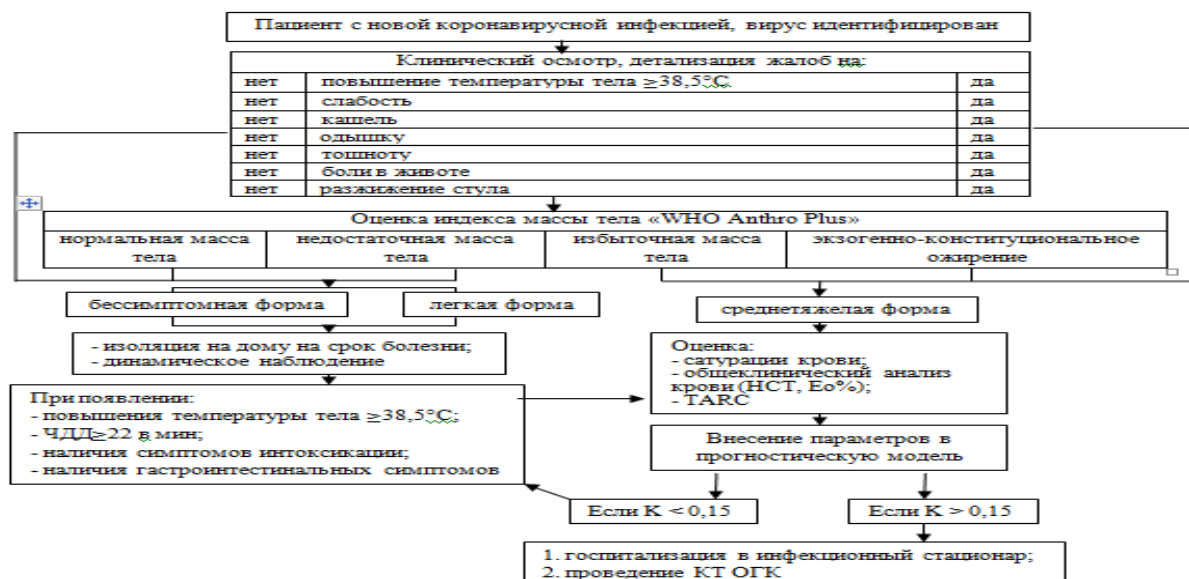 Пациент с новой коронавирусной инфекцией, вирус идентифицирован
Клинический осмотр, детализация жалоб на:
нет повышение температуры тела ≥38,5°С да
нет слабость да
нет кашель да
нет одышку да
нет тошноту да
нет боли в животе да
нет разжижение стула да
Оценка индекса массы тела «WHO Anthro Plus»
нормальная масса
тела
недостаточная масса
тела
избыточная масса
тела
экзогенно-конституциональное
ожирение
бессимптомная форма
легкая форма
среднетяжелая форма
- изоляция на дому на срок болезни;
- динамическое наблюдение
Оценка:
- сатурации крови;
- общеклинический анализ
крови (HCT, Eo%);
- TARC
При появлении:
- повышения температуры тела ≥38,5°С;
- ЧДД≥22 в мин;
- наличия симптомов интоксикации;
- наличия гастроинтестинальных симптомов
Внесение параметров в
прогностическую модель
Если К < 0,15
Если К > 0,15
1. госпитализация в инфекционный стационар;
2. проведение КТ ОГК